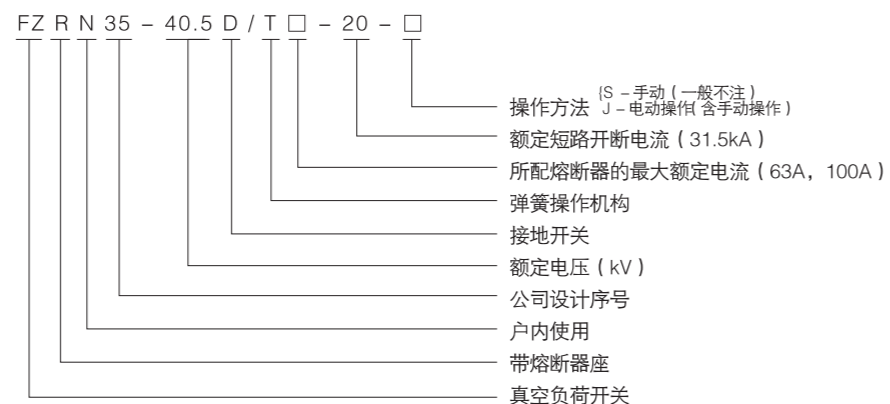 FZ R N 35 - 40.5 D / T □ - 20 - □
操作方法 {S - 手动（一般不注）
J - 电动操作（含手动操作）
额定短路开断电流（31.5kA）
所配熔断器的最大额定电流（63A，100A）
弹簧操作机构
接地开关
额定电压（kV）
公司设计序号
户内使用
带熔断器座
真空负荷开关